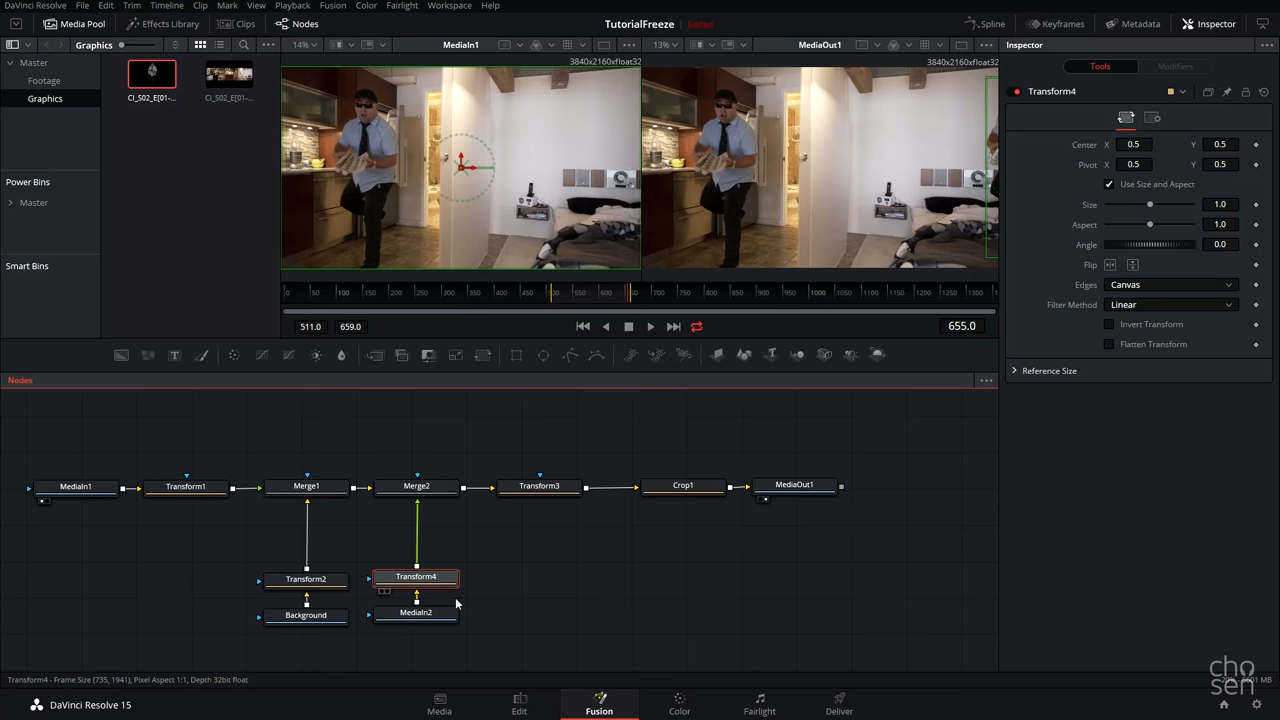 DaVinci Resolve File Edit Trim Timeline Clip Mark View Playback Fusion Color Fairlight Workspace Help
Media Pool Effects Library Clips Nodes TutorialFreeze Edited Spline Keyframes Metadata Inspector
Graphics 14% MediaIn1 13% MediaOut1 Inspector
Master
Footage
Graphics
CI_S02_E[01-... CI_S02_E[01-...
Power Bins
Master
Smart Bins
3840x2160xfloat32 3840x2160xfloat32
0 50 100 150 200 250 300 350 400 450 500 550 600 650 700 750 800 850 900 950 1000 1050 1100 1150 1200 1250 1300
511.0 659.0 655.0
Tools Modifiers
Transform4
Center X 0.5 Y 0.5
Pivot X 0.5 Y 0.5
Use Size and Aspect
Size 1.0
Aspect 1.0
Angle 0.0
Flip
Edges Canvas
Filter Method Linear
Invert Transform
Flatten Transform
Reference Size
Nodes
MediaIn1 Transform1 Merge1 Merge2 Transform3 Crop1 MediaOut1
Transform2 Transform4
Background MediaIn2
Transform4 - Frame Size (735, 1941), Pixel Aspect 1:1, Depth 32bit float
chosen
DaVinci Resolve 15 Media Edit Fusion Color Fairlight Deliver